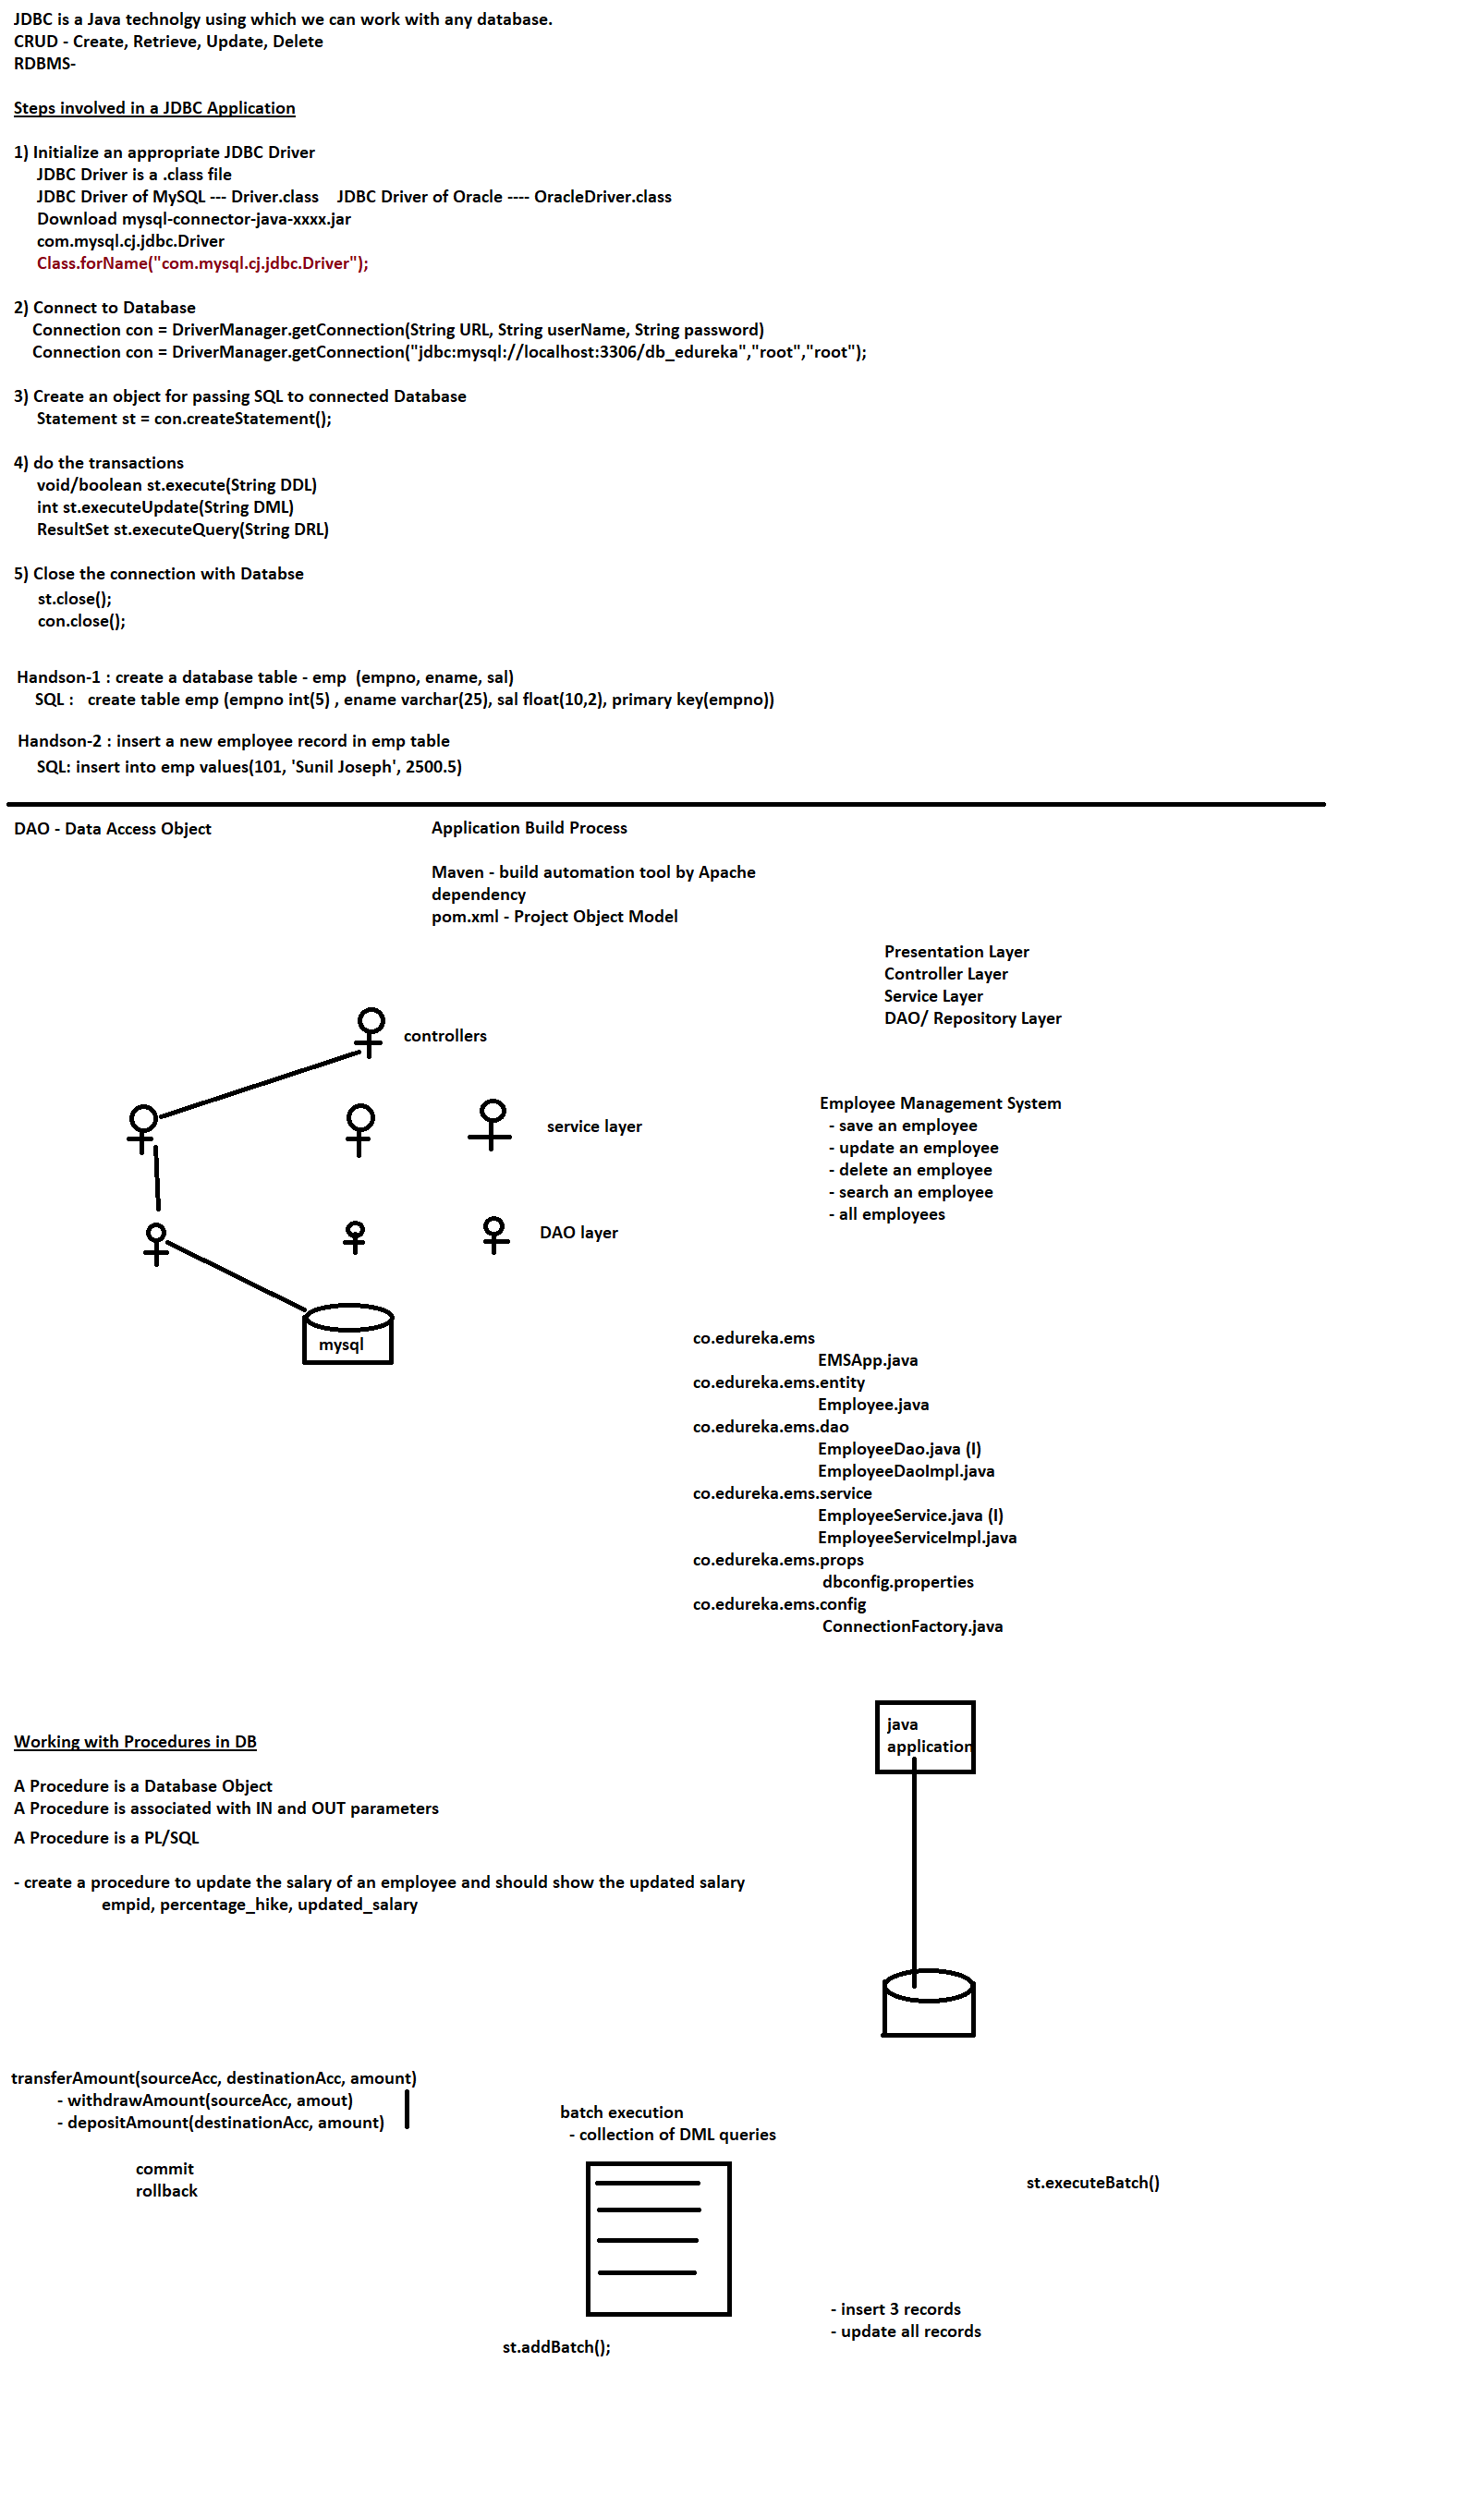 JDBC is a Java technolgy using which we can work with any database.
CRUD - Create, Retrieve, Update, Delete
RDBMS-
Steps involved in a JDBC Application
1) Initialize an appropriate JDBC Driver
JDBC Driver is a .class file
JDBC Driver of MySQL --- Driver.class    JDBC Driver of Oracle ---- OracleDriver.class
Download mysql-connector-java-xxxx.jar
com.mysql.cj.jdbc.Driver
Class.forName("com.mysql.cj.jdbc.Driver");
2) Connect to Database
Connection con = DriverManager.getConnection(String URL, String userName, String password)
Connection con = DriverManager.getConnection("jdbc:mysql://localhost:3306/db_edureka","root","root");
3) Create an object for passing SQL to connected Database
Statement st = con.createStatement();
4) do the transactions
void/boolean st.execute(String DDL)
int st.executeUpdate(String DML)
ResultSet st.executeQuery(String DRL)
5) Close the connection with Databse
st.close();
con.close();
Handson-1 : create a database table - emp  (empno, ename, sal)
SQL :   create table emp (empno int(5) , ename varchar(25), sal float(10,2), primary key(empno))
Handson-2 : insert a new employee record in emp table
SQL: insert into emp values(101, 'Sunil Joseph', 2500.5)
DAO - Data Access Object
Application Build Process
Maven - build automation tool by Apache
dependency
pom.xml - Project Object Model
Presentation Layer
Controller Layer
Service Layer
DAO/ Repository Layer
controllers
service layer
DAO layer
mysql
Employee Management System
- save an employee
- update an employee
- delete an employee
- search an employee
- all employees
co.edureka.ems
EMSApp.java
co.edureka.ems.entity
Employee.java
co.edureka.ems.dao
EmployeeDao.java (I)
EmployeeDaoImpl.java
co.edureka.ems.service
EmployeeService.java (I)
EmployeeServiceImpl.java
co.edureka.ems.props
dbconfig.properties
co.edureka.ems.config
ConnectionFactory.java
Working with Procedures in DB
A Procedure is a Database Object
A Procedure is associated with IN and OUT parameters
A Procedure is a PL/SQL
- create a procedure to update the salary of an employee and should show the updated salary
empid, percentage_hike, updated_salary
java
application
transferAmount(sourceAcc, destinationAcc, amount)
- withdrawAmount(sourceAcc, amout)
- depositAmount(destinationAcc, amount)
commit
rollback
batch execution
- collection of DML queries
st.executeBatch()
- insert 3 records
- update all records
st.addBatch();